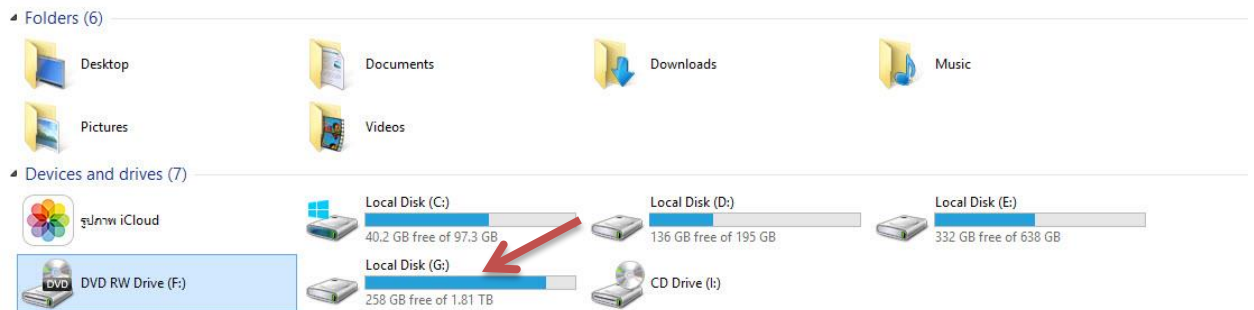 Folders (6)
Desktop
Documents
Downloads
Music
Pictures
Videos
Devices and drives (7)
รูปภาพ iCloud
Local Disk (C:)
40.2 GB free of 97.3 GB
Local Disk (D:)
136 GB free of 195 GB
Local Disk (E:)
332 GB free of 638 GB
DVD
DVD RW Drive (F:)
Local Disk (G:)
258 GB free of 1.81 TB
CD Drive (I:)